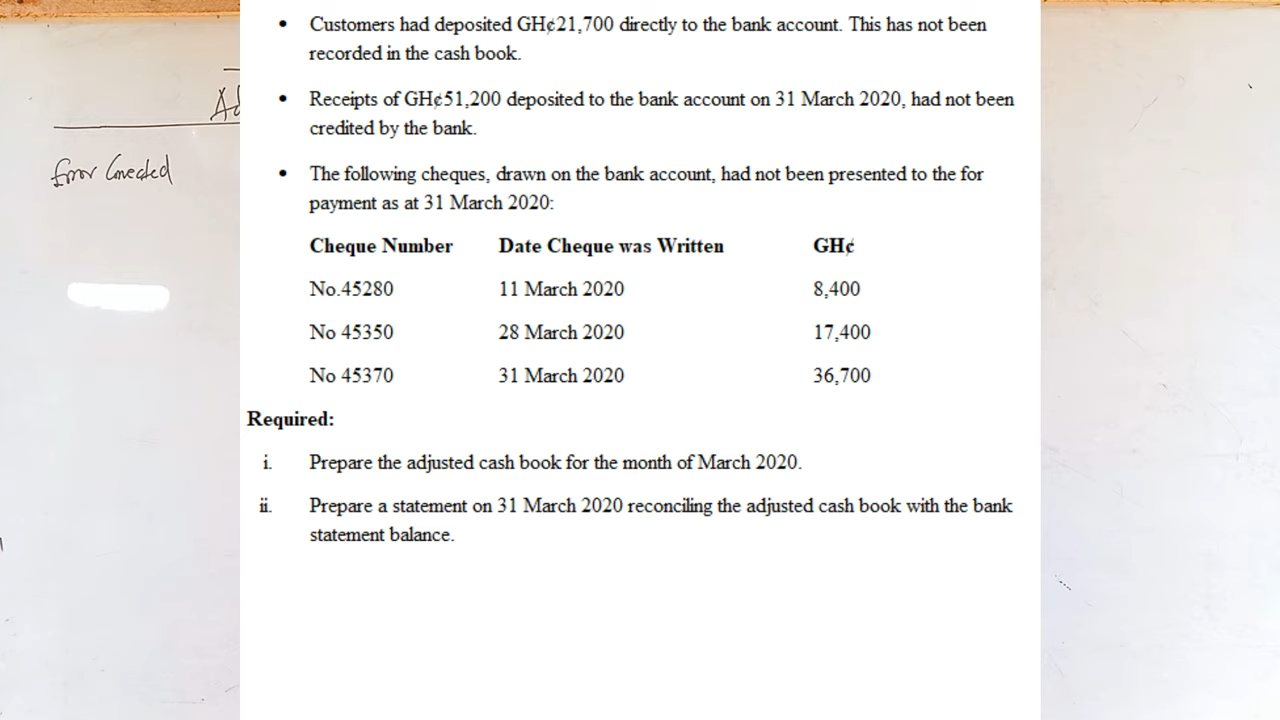 • Customers had deposited GH¢21,700 directly to the bank account. This has not been
recorded in the cash book.
• Receipts of GH¢51,200 deposited to the bank account on 31 March 2020, had not been
credited by the bank.
• The following cheques, drawn on the bank account, had not been presented to the for
payment as at 31 March 2020:
Cheque Number Date Cheque was Written GH¢
No.45280 11 March 2020 8,400
No 45350 28 March 2020 17,400
No 45370 31 March 2020 36,700
Required:
i. Prepare the adjusted cash book for the month of March 2020.
ii. Prepare a statement on 31 March 2020 reconciling the adjusted cash book with the bank
statement balance.
Ad
Error